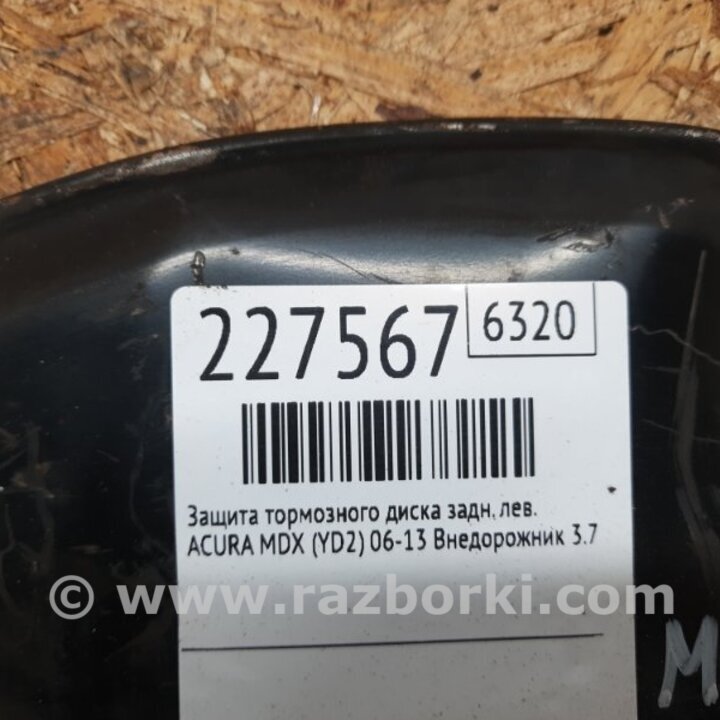 227567 6320
Защита тормозного диска задн. лев.
ACURA MDX (YD2) 06-13 Внедорожник 3.7
© www.razborki.com